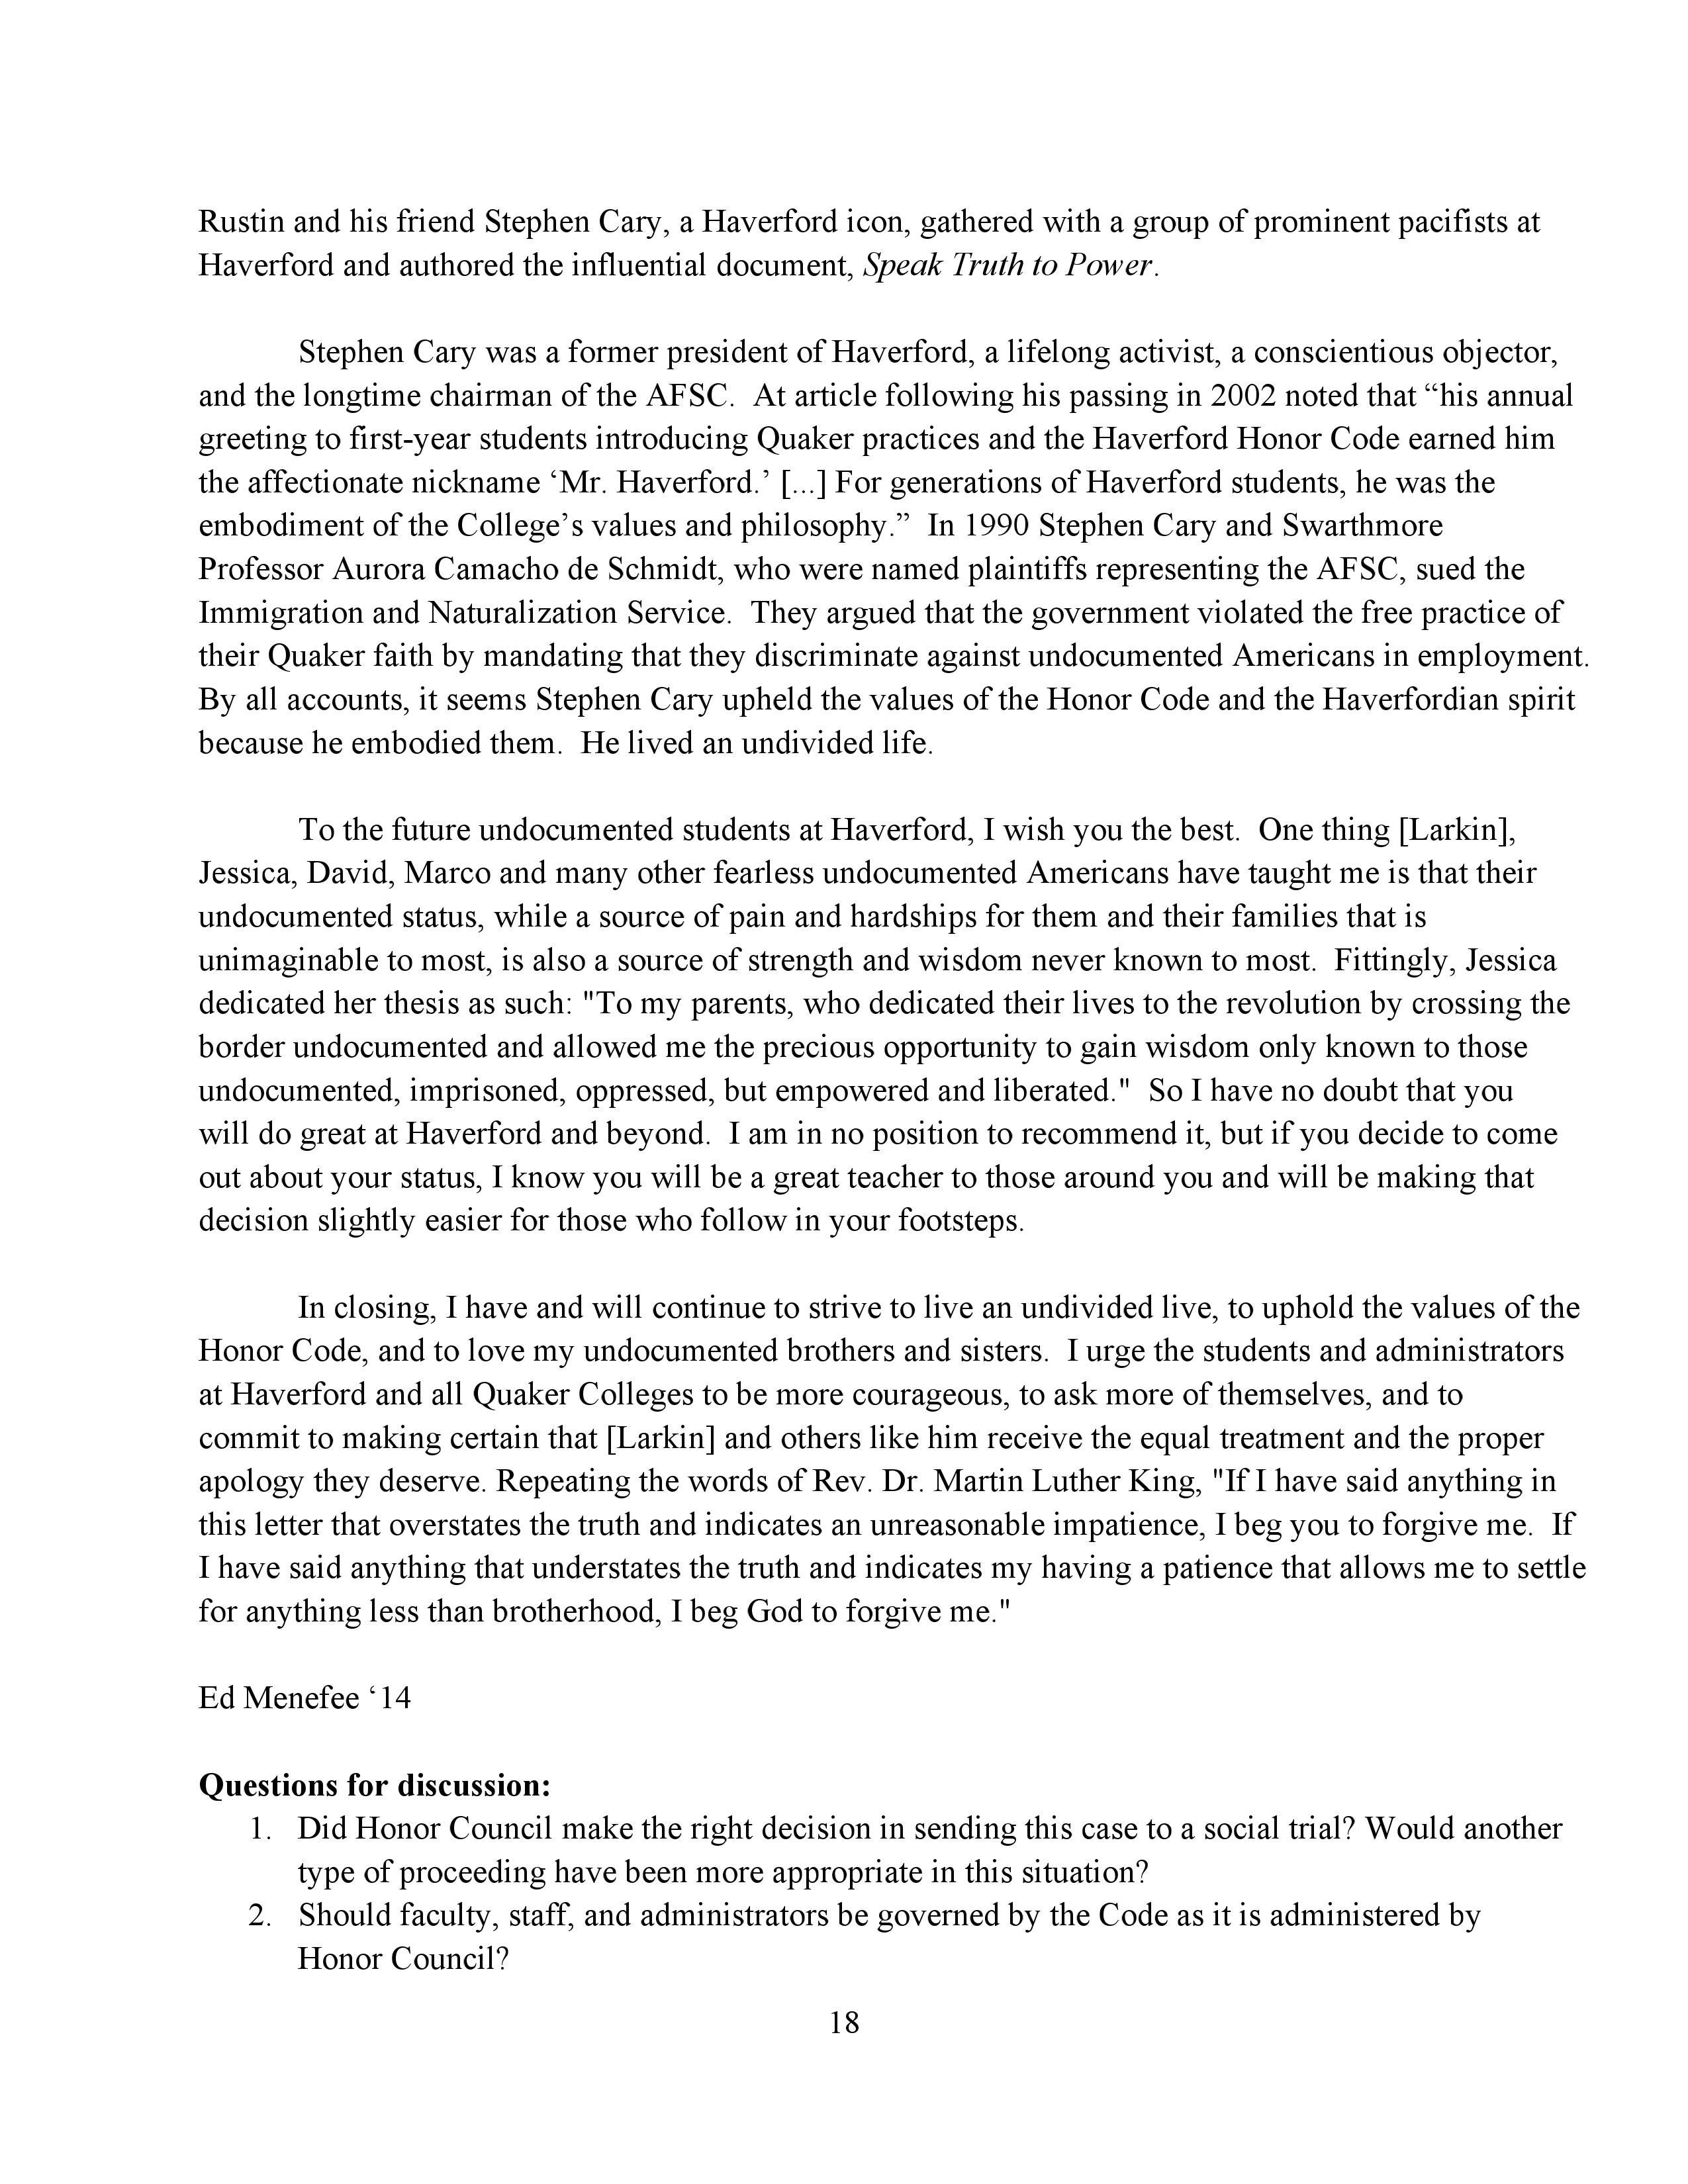 Rustin and his friend Stephen Cary, a Haverford icon, gathered with a group of prominent pacifists at
Haverford and authored the influential document, Speak Truth to Power.
Stephen Cary was a former president of Haverford, a lifelong activist, a conscientious objector,
and the longtime chairman of the AFSC.  At article following his passing in 2002 noted that “his annual
greeting to first-year students introducing Quaker practices and the Haverford Honor Code earned him
the affectionate nickname ‘Mr. Haverford.’ [...] For generations of Haverford students, he was the
embodiment of the College’s values and philosophy.”  In 1990 Stephen Cary and Swarthmore
Professor Aurora Camacho de Schmidt, who were named plaintiffs representing the AFSC, sued the
Immigration and Naturalization Service.  They argued that the government violated the free practice of
their Quaker faith by mandating that they discriminate against undocumented Americans in employment.
By all accounts, it seems Stephen Cary upheld the values of the Honor Code and the Haverfordian spirit
because he embodied them.  He lived an undivided life.
To the future undocumented students at Haverford, I wish you the best.  One thing [Larkin],
Jessica, David, Marco and many other fearless undocumented Americans have taught me is that their
undocumented status, while a source of pain and hardships for them and their families that is
unimaginable to most, is also a source of strength and wisdom never known to most.  Fittingly, Jessica
dedicated her thesis as such: "To my parents, who dedicated their lives to the revolution by crossing the
border undocumented and allowed me the precious opportunity to gain wisdom only known to those
undocumented, imprisoned, oppressed, but empowered and liberated."  So I have no doubt that you
will do great at Haverford and beyond.  I am in no position to recommend it, but if you decide to come
out about your status, I know you will be a great teacher to those around you and will be making that
decision slightly easier for those who follow in your footsteps.
In closing, I have and will continue to strive to live an undivided live, to uphold the values of the
Honor Code, and to love my undocumented brothers and sisters.  I urge the students and administrators
at Haverford and all Quaker Colleges to be more courageous, to ask more of themselves, and to
commit to making certain that [Larkin] and others like him receive the equal treatment and the proper
apology they deserve. Repeating the words of Rev. Dr. Martin Luther King, "If I have said anything in
this letter that overstates the truth and indicates an unreasonable impatience, I beg you to forgive me.  If
I have said anything that understates the truth and indicates my having a patience that allows me to settle
for anything less than brotherhood, I beg God to forgive me."
Ed Menefee ‘14
Questions for discussion:
1. Did Honor Council make the right decision in sending this case to a social trial? Would another
type of proceeding have been more appropriate in this situation?
2. Should faculty, staff, and administrators be governed by the Code as it is administered by
Honor Council?
18